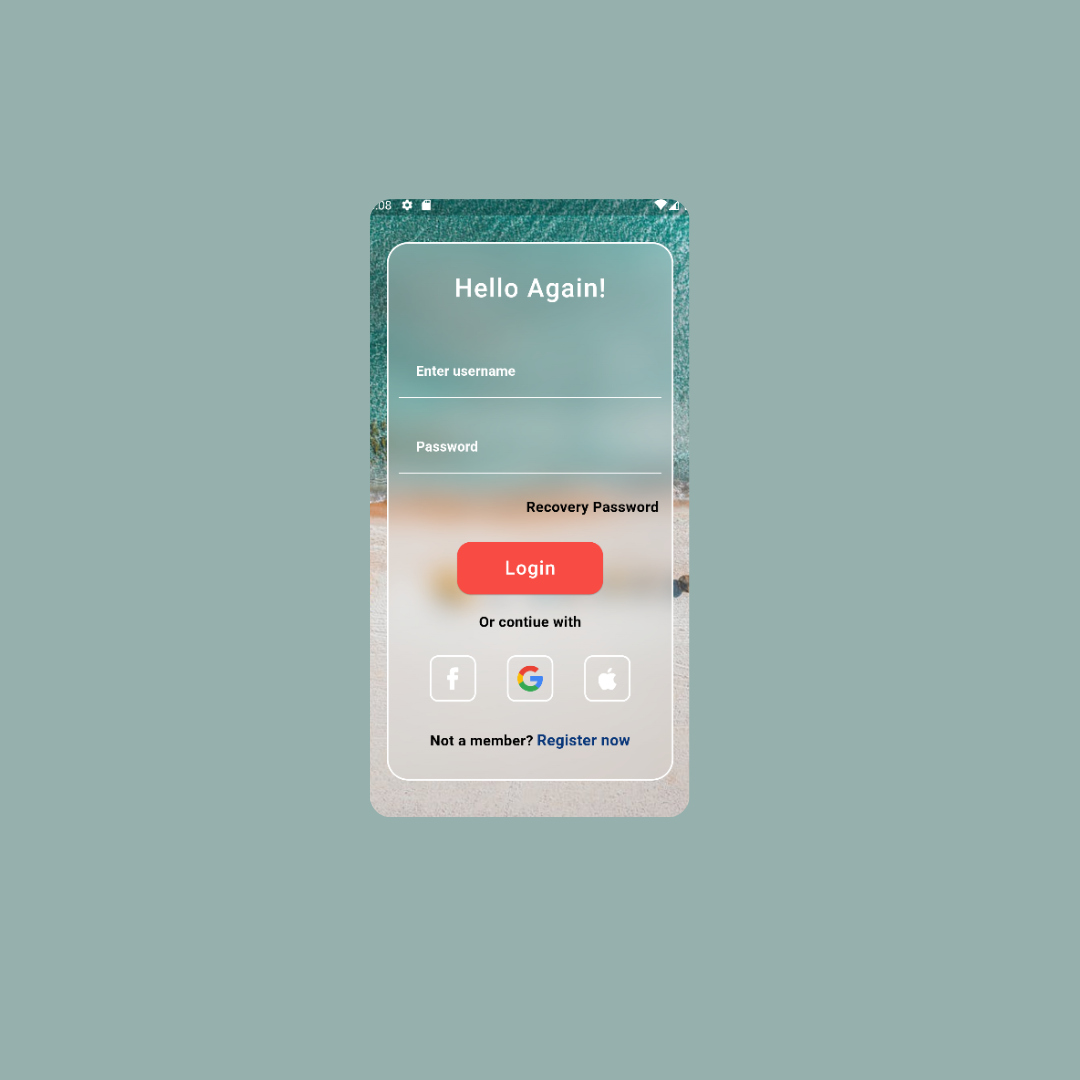 :08
Hello Again!
Enter username
Password
Recovery Password
Login
Or contiue with
Not a member? Register now